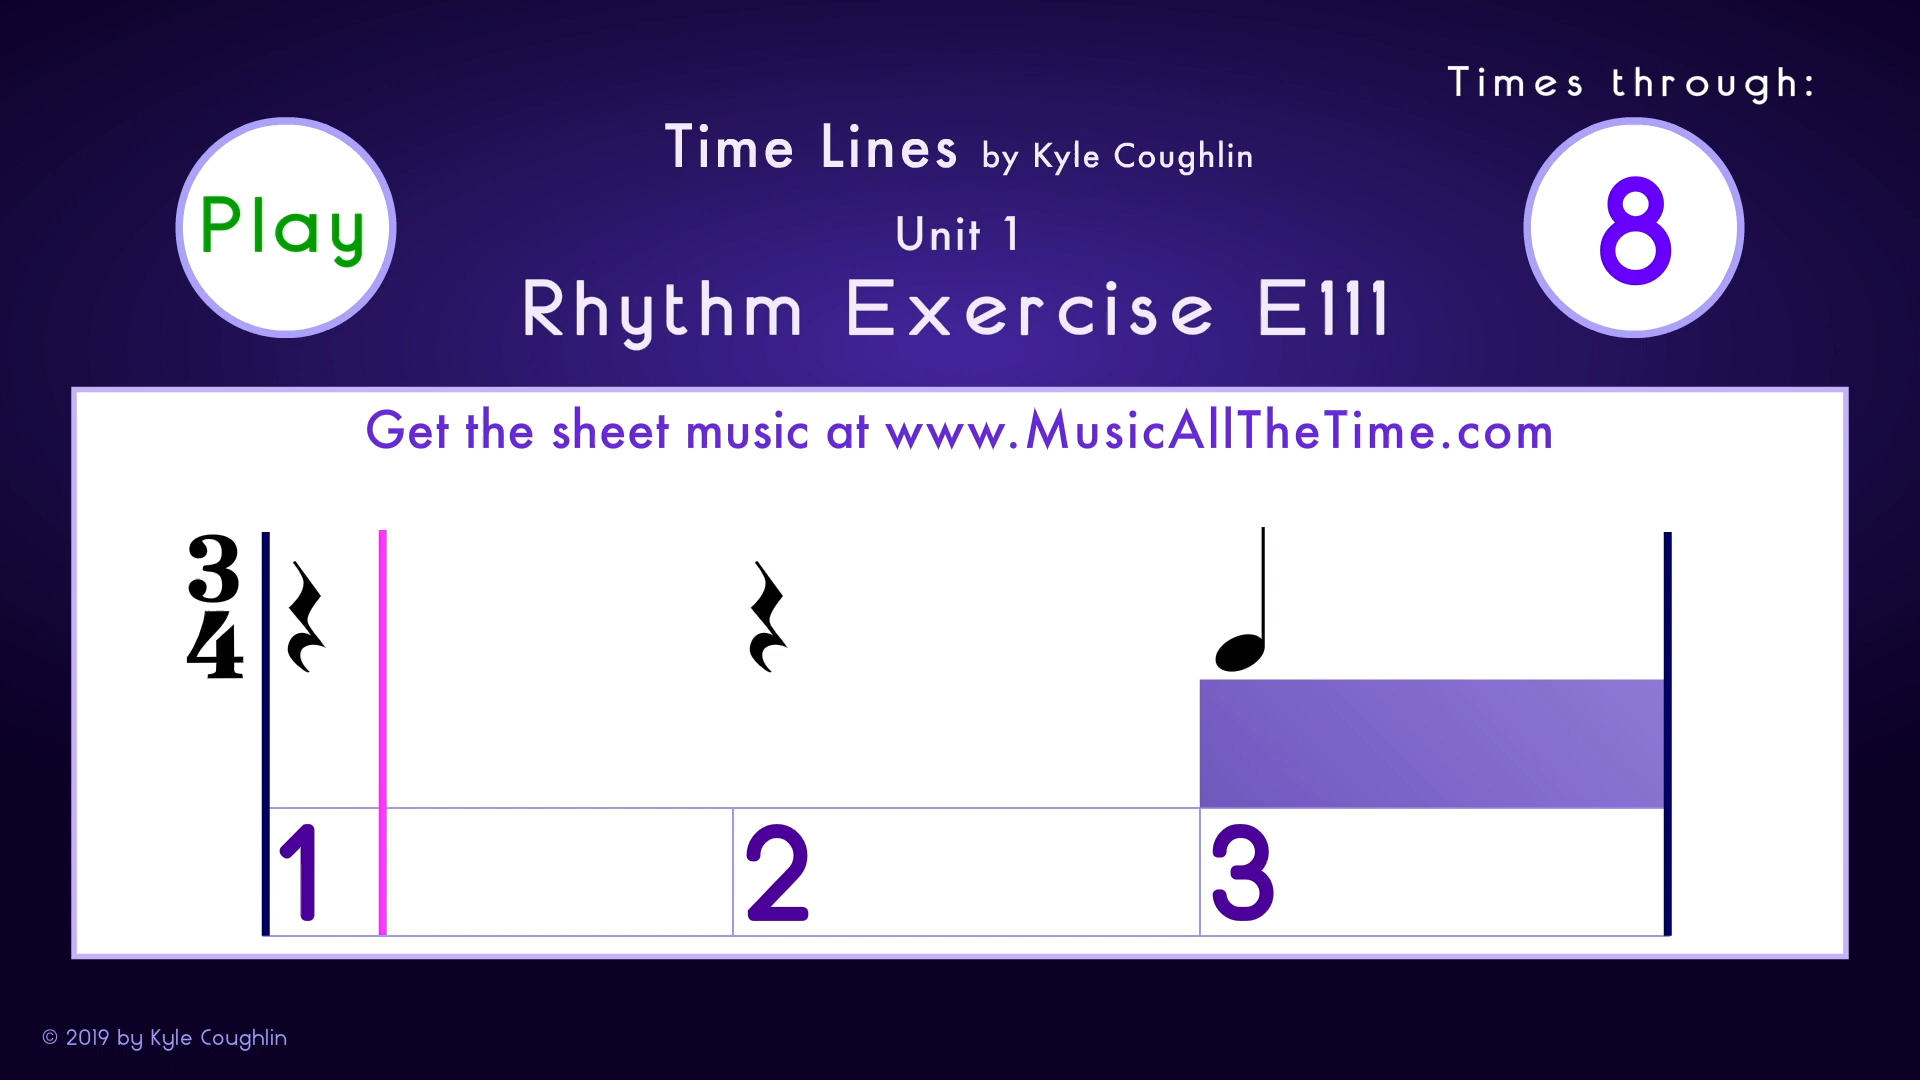 Times through:
Time Lines by Kyle Coughlin
Play
8
Unit 1
Rhythm Exercise E111
Get the sheet music at www.MusicAllTheTime.com
3
4
1 2 3
© 2019 by Kyle Coughlin